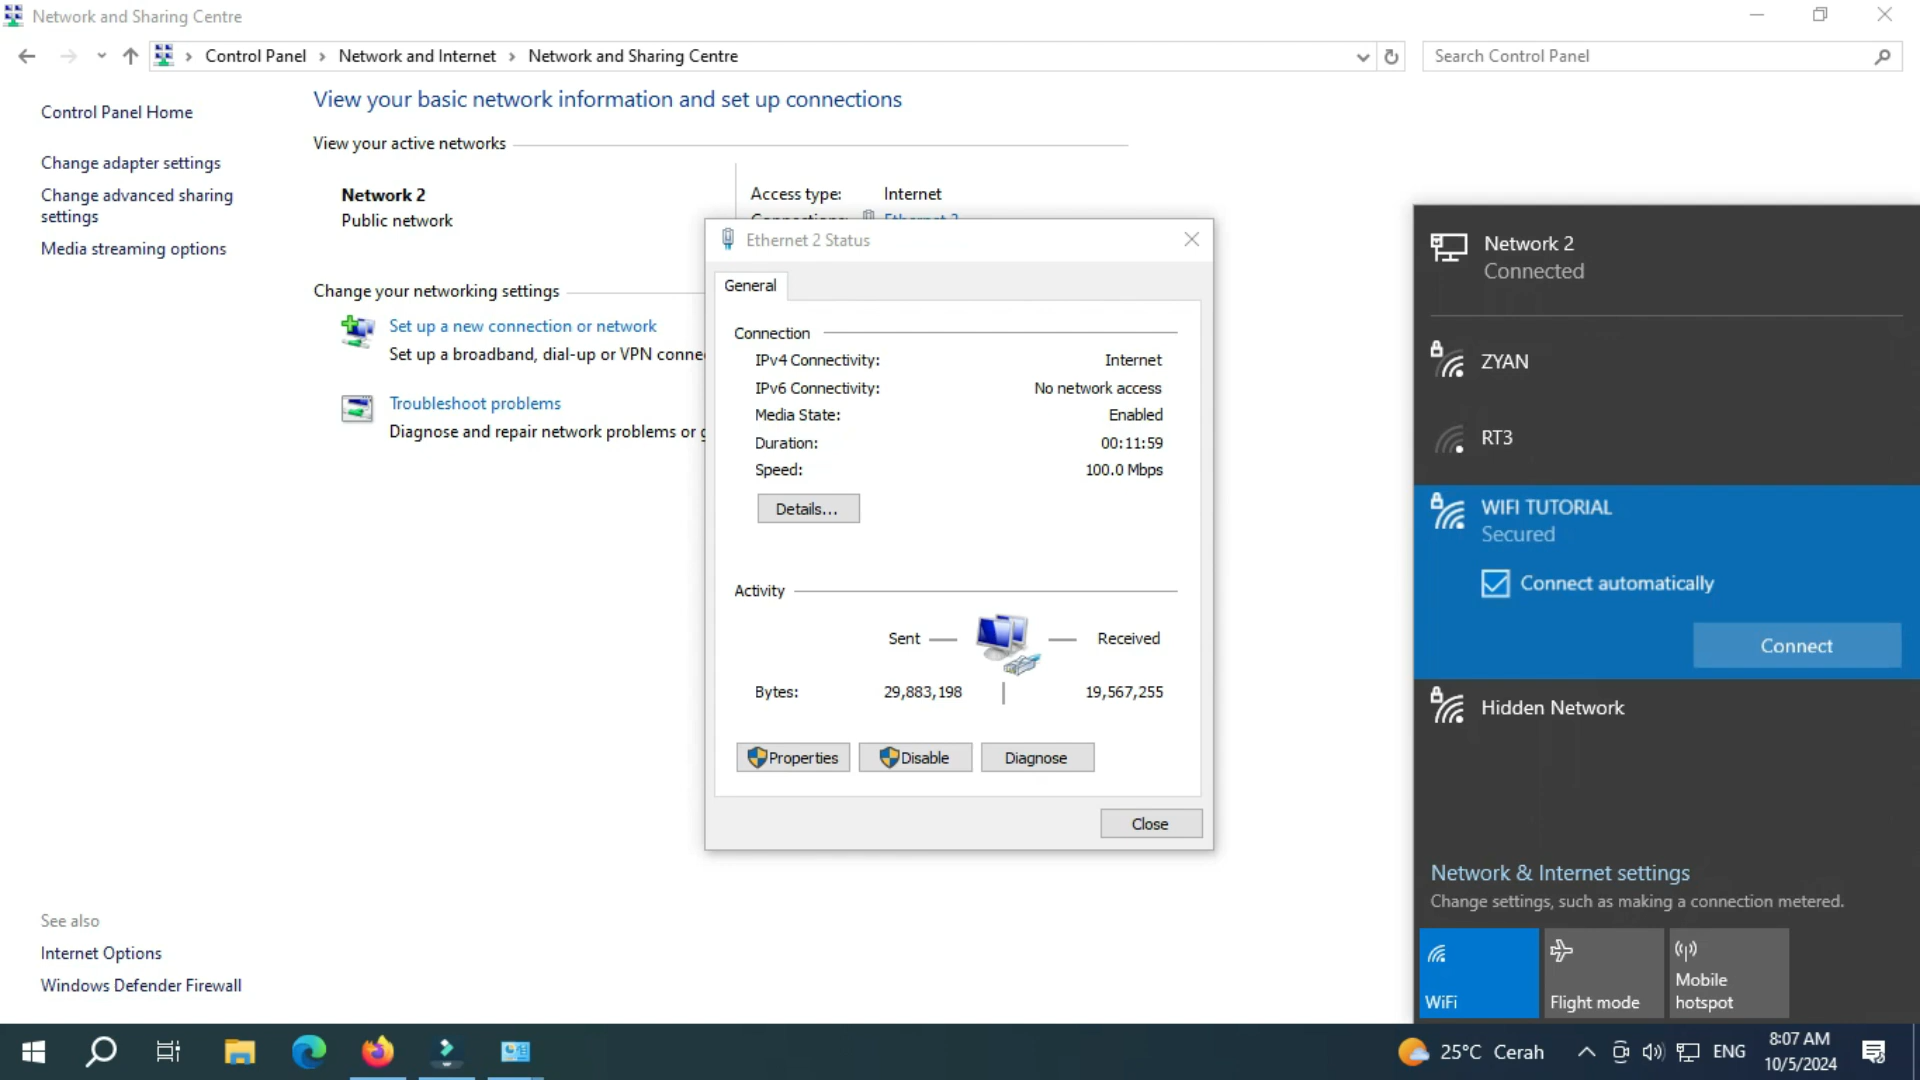 Network and Sharing Centre
Control Panel › Network and Internet › Network and Sharing Centre
Search Control Panel
Control Panel Home
Change adapter settings
Change advanced sharing
settings
Media streaming options
See also
Internet Options
Windows Defender Firewall
View your basic network information and set up connections
View your active networks
Network 2
Public network
Access type: Internet
Connections: Ethernet 2
Change your networking settings
Set up a new connection or network
Set up a broadband, dial-up or VPN conne
Troubleshoot problems
Diagnose and repair network problems or g
Ethernet 2 Status
General
Connection
IPv4 Connectivity: Internet
IPv6 Connectivity: No network access
Media State: Enabled
Duration: 00:11:59
Speed: 100.0 Mbps
Details...
Activity
Sent Received
Bytes: 29,883,198 19,567,255
Properties Disable Diagnose
Close
Network 2
Connected
ZYAN
RT3
WIFI TUTORIAL
Secured
Connect automatically
Connect
Hidden Network
Network & Internet settings
Change settings, such as making a connection metered.
WiFi
Flight mode
Mobile
hotspot
25°C Cerah
ENG
8:07 AM
10/5/2024